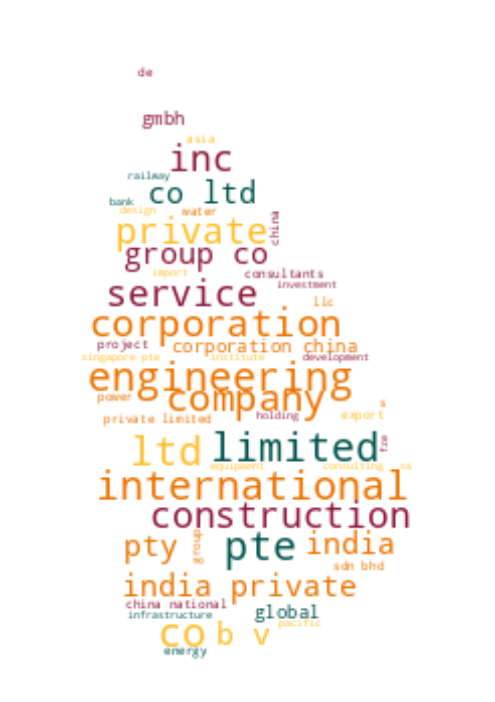 de
gmbh
asia
inc
railway
co ltd
bank
design water
private china
group co
import consultants
investment
service
llc
corporation
project corporation china
singapore pte institute development
engineering
power company
s
private limited holding export
ltd limited fze
equipment consulting sa
international
construction
pty group pte india
sdn bhd
india private
china national
infrastructure global
pacific
co b v
energy